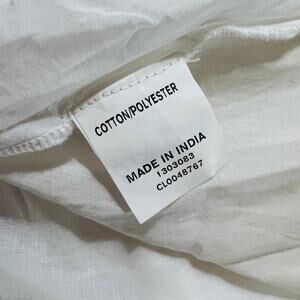 COTTON/POLYESTER
MADE IN INDIA
1303083
CL0048767